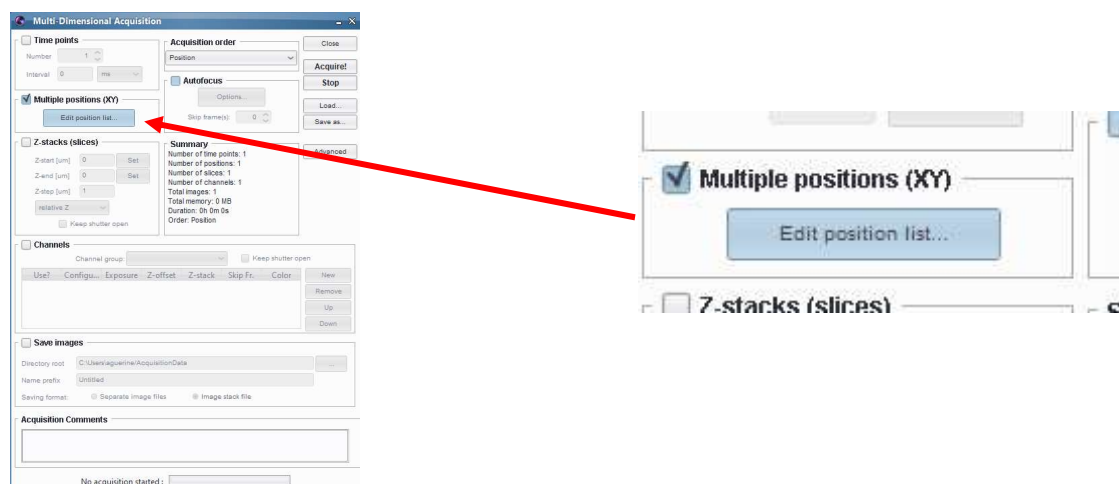 Multi-Dimensional Acquisition
Time points
Number 1
Interval 0 ms
Multiple positions (XY)
Edit position list...
Z-stacks (slices)
Z-start [um] 0 Set
Z-end [um] 0 Set
Z-step [um] 1
relative Z
Keep shutter open
Acquisition order
Position
Autofocus
Options...
Skip frame(s) 0
Summary
Number of time points: 1
Number of positions: 1
Number of slices: 1
Number of channels: 1
Total images: 1
Total memory: 0 MB
Duration: 0h 0m 0s
Order: Position
Close
Acquire!
Stop
Load...
Save as...
Advanced
Channels
Channel group: Keep shutter open
Use? Configu... Exposure Z-offset Z-stack Skip Fr. Color
New
Remove
Up
Down
Save images
Directory root C:\Users\aguerine/AcquisitionData ...
Name prefix Untitled
Saving format: Separate image files Image stack file
Acquisition Comments
No acquisition started :
Multiple positions (XY)
Edit position list...
Z-stacks (slices)